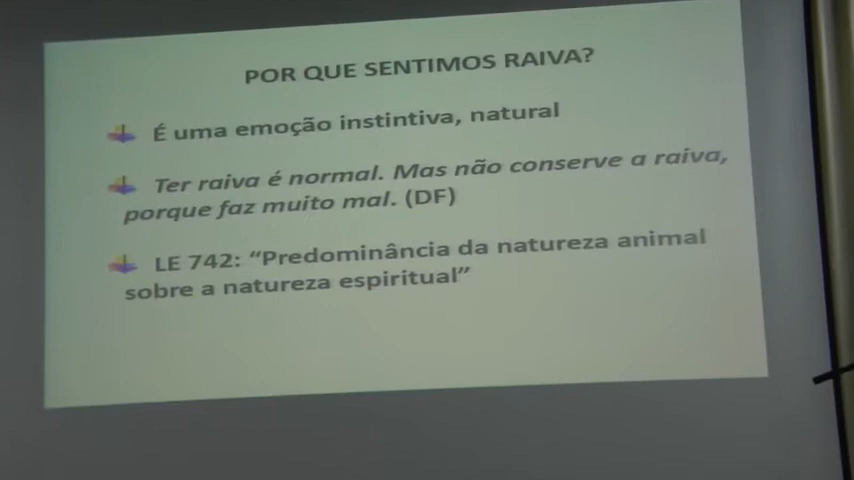 POR QUE SENTIMOS RAIVA?
É uma emoção instintiva, natural
Ter raiva é normal. Mas não conserve a raiva,
porque faz muito mal. (DF)
LE 742: “Predominância da natureza animal
sobre a natureza espiritual”